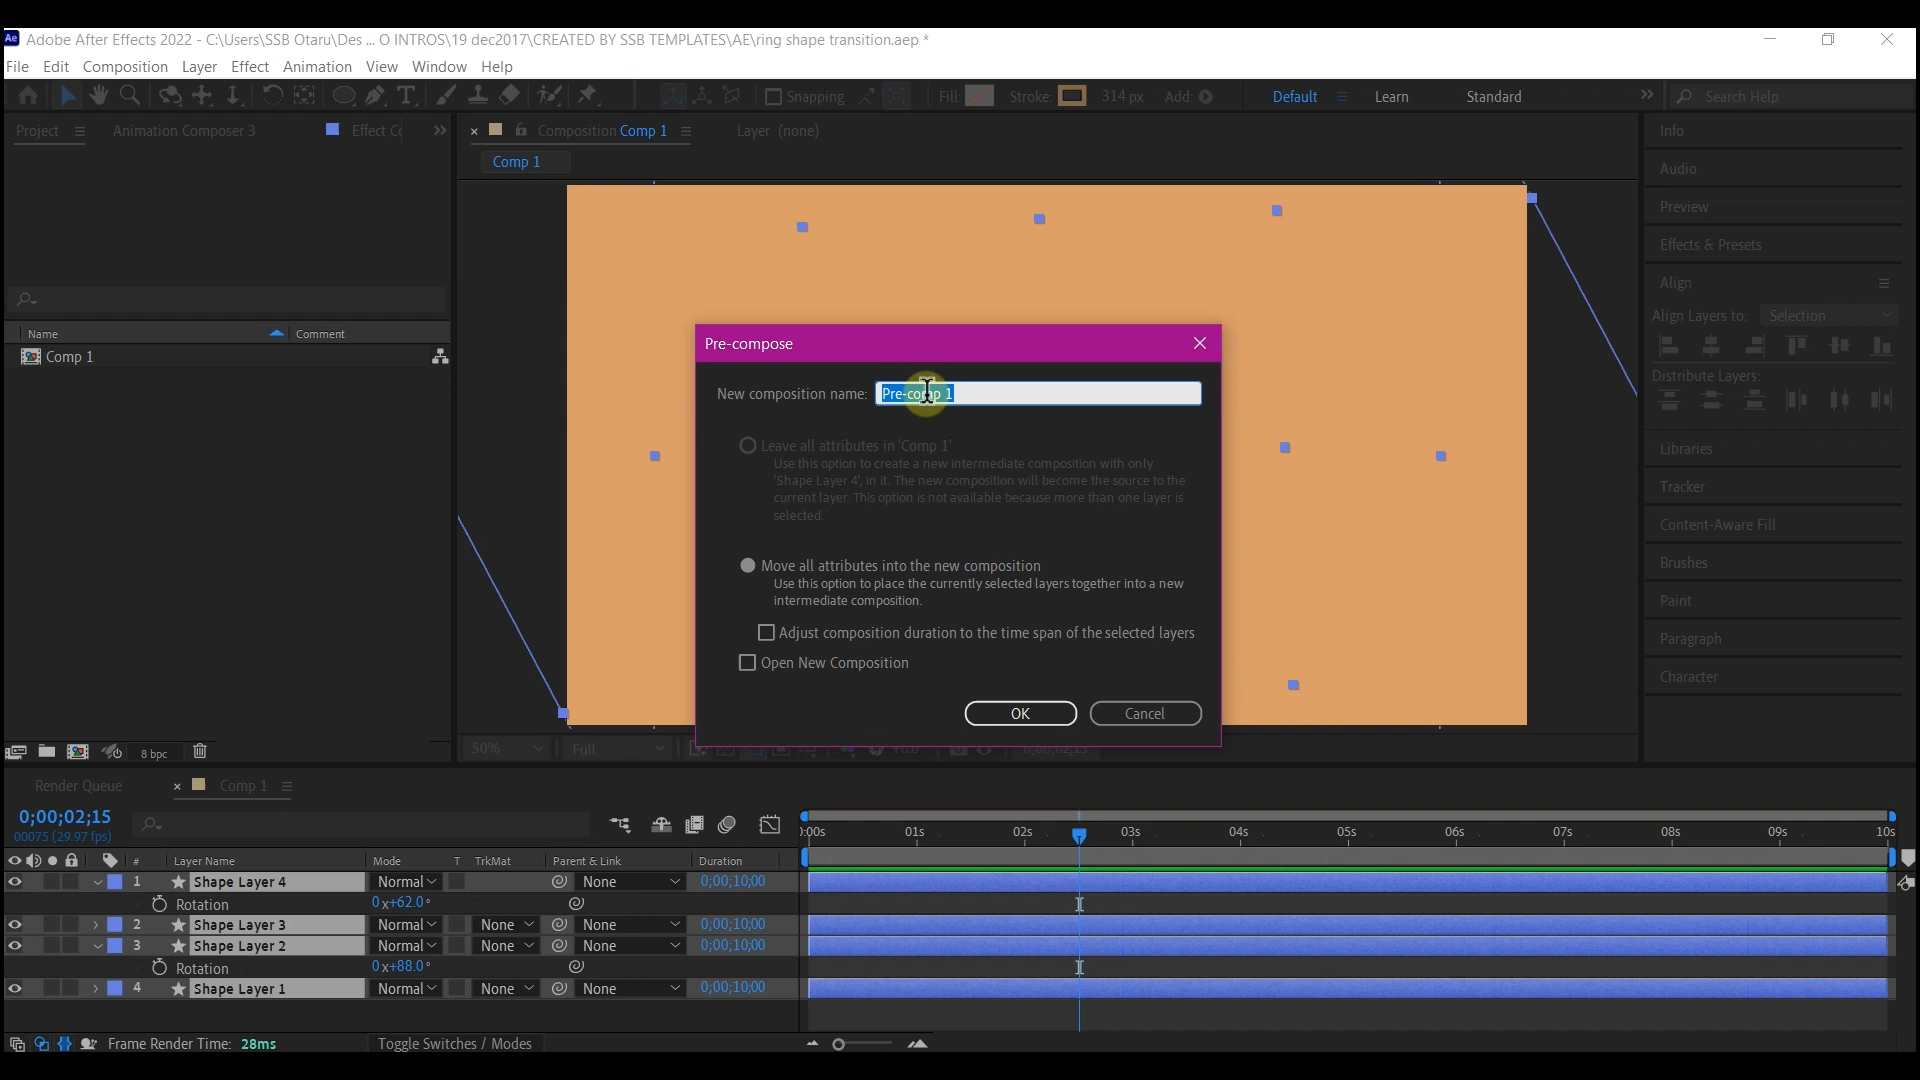 Ae Adobe After Effects 2022 - C:\Users\SSB Otaru\Des ... O INTROS\19 dec2017\CREATED BY SSB TEMPLATES\AE\ring shape transition.aep *
File Edit Composition Layer Effect Animation View Window Help
Snapping Fill: Stroke: 314 px Add: Default Learn Standard Search Help
Project Animation Composer 3 Effect Co Composition Comp 1 Layer (none) Info
Comp 1
Audio
Preview
Effects & Presets
Align
Align Layers to: Selection
Name Comment
Comp 1
Distribute Layers:
Libraries
Tracker
Content-Aware Fill
Brushes
Paint
Paragraph
Character
Pre-compose
New composition name: Pre-comp 1
Leave all attributes in 'Comp 1'
Use this option to create a new intermediate composition with only
'Shape Layer 4', in it. The new composition will become the source to the
current layer. This option is not available because more than one layer is
selected.
Move all attributes into the new composition
Use this option to place the currently selected layers together into a new
intermediate composition.
Adjust composition duration to the time span of the selected layers
Open New Composition
OK Cancel
8 bpc 50% Full +0.0 0;00;02;15
Render Queue Comp 1
0;00;02;15
00075 (29.97 fps)
):00s 01s 02s 03s 04s 05s 06s 07s 08s 09s 10s
# Layer Name Mode T TrkMat Parent & Link Duration
1 Shape Layer 4 Normal None 0;00;10;00
Rotation 0x+62.0°
2 Shape Layer 3 Normal None None 0;00;10;00
3 Shape Layer 2 Normal None None 0;00;10;00
Rotation 0x+88.0°
4 Shape Layer 1 Normal None None 0;00;10;00
Frame Render Time: 28ms Toggle Switches / Modes